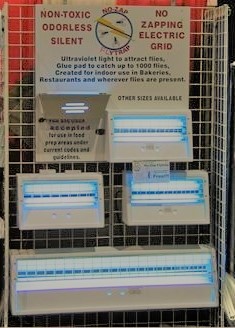 NON-TOXIC
ODORLESS
SILENT
NO-ZAP
FLYTRAP
NO
ZAPPING
ELECTRIC
GRID
Ultraviolet light to attract flies,
Glue pad to catch up to 1000 flies,
Created for indoor use in Bakeries,
Restaurants and wherever flies are present.
OTHER SIZES AVAILABLE
for use in food
prep areas under
current codes and
guidelines.